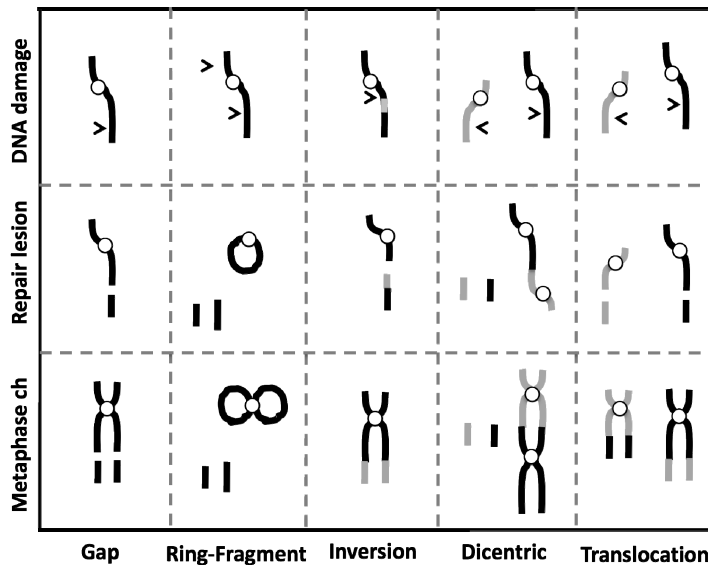 DNA damage
Repair lesion
Metaphase ch
Gap
Ring-Fragment
Inversion
Dicentric
Translocation